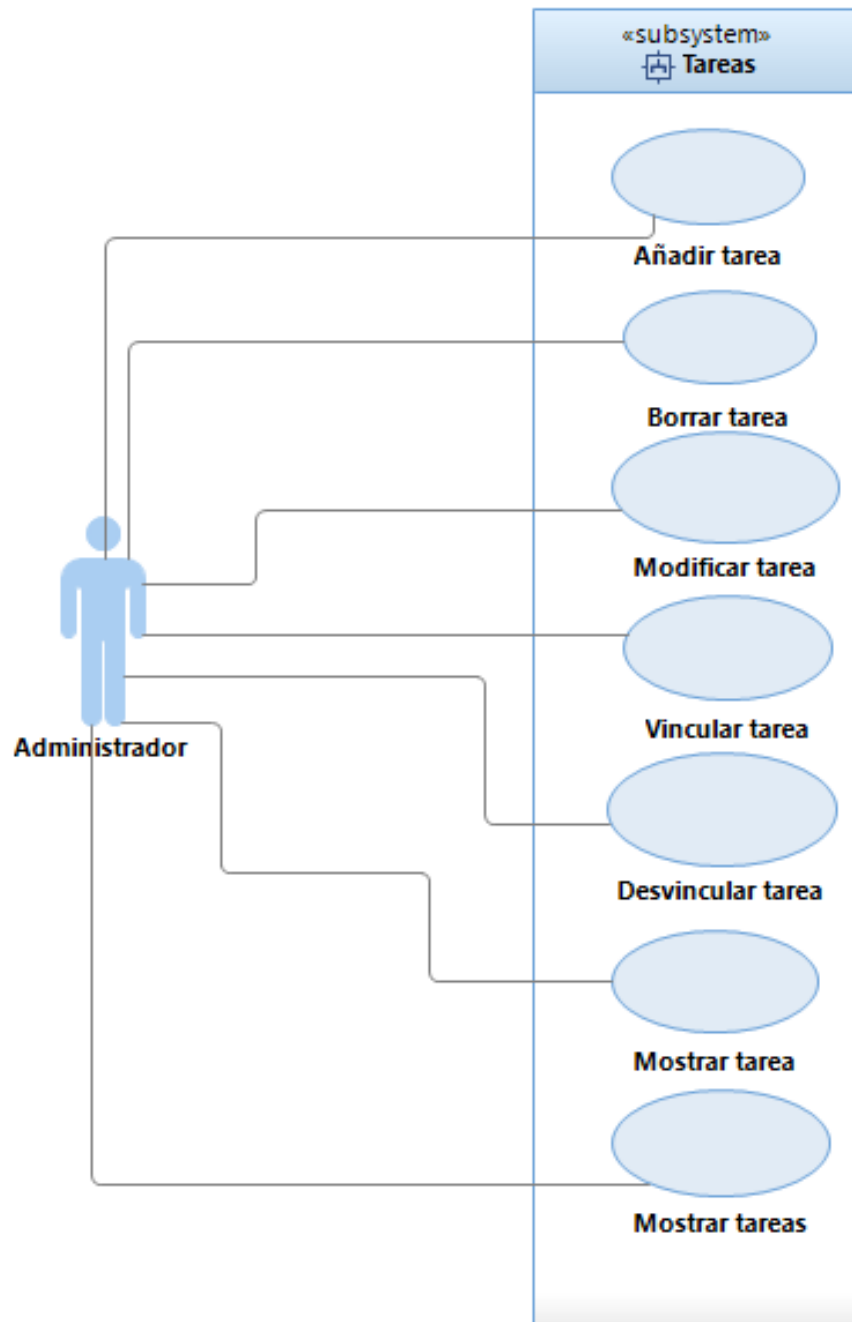 «subsystem»
Tareas
Añadir tarea
Borrar tarea
Modificar tarea
Vincular tarea
Administrador
Desvincular tarea
Mostrar tarea
Mostrar tareas